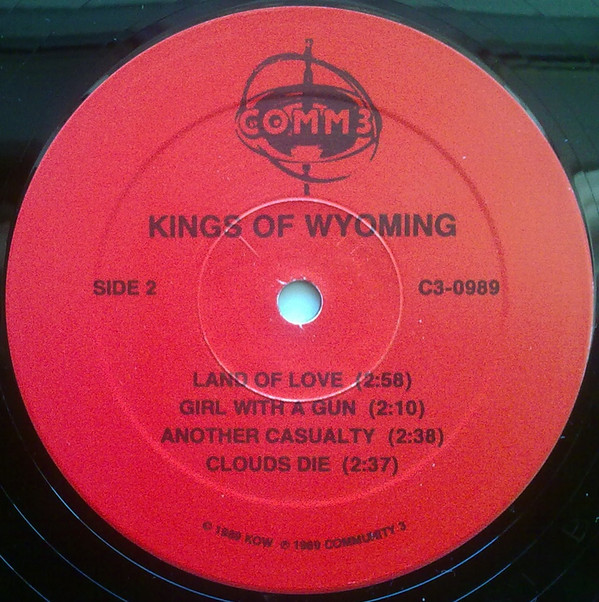 COMM3
KINGS OF WYOMING
SIDE 2
C3-0989
LAND OF LOVE (2:58)
GIRL WITH A GUN (2:10)
ANOTHER CASUALTY (2:38)
CLOUDS DIE (2:37)
© 1989 KOW ℗ 1989 COMMUNITY 3